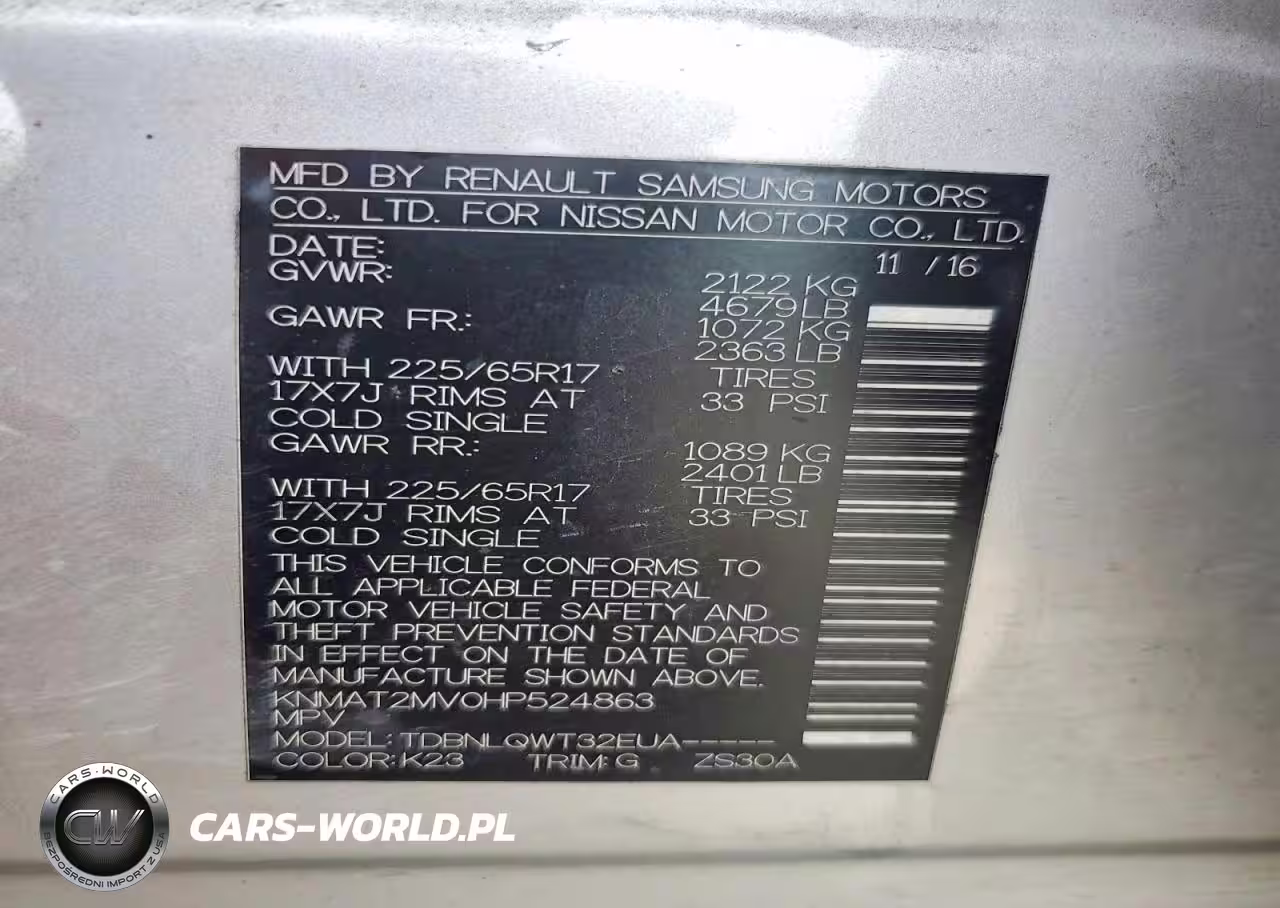 MFD BY RENAULT SAMSUNG MOTORS
CO., LTD. FOR NISSAN MOTOR CO., LTD.
DATE: 11 / 16
GVWR: 2122 KG
4679 LB
GAWR FR.: 1072 KG
2363 LB
WITH 225/65R17 TIRES
17X7J RIMS AT 33 PSI
COLD SINGLE
GAWR RR.: 1089 KG
2401 LB
WITH 225/65R17 TIRES
17X7J RIMS AT 33 PSI
COLD SINGLE
THIS VEHICLE CONFORMS TO
ALL APPLICABLE FEDERAL
MOTOR VEHICLE SAFETY AND
THEFT PREVENTION STANDARDS
IN EFFECT ON THE DATE OF
MANUFACTURE SHOWN ABOVE.
KNMAT2MV0HP524863
MPV
MODEL: TDBNLQWT32EUA-----
COLOR: K23 TRIM: G ZS30A
CARS-WORLD
CW
BEZPOŚREDNI IMPORT Z USA
CARS-WORLD.PL